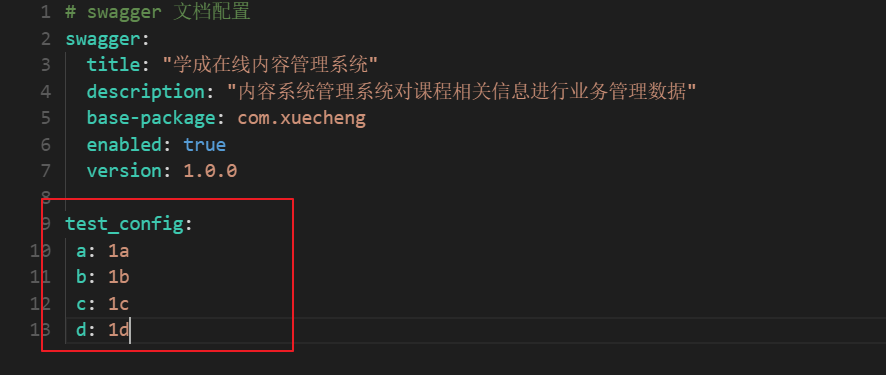 1 # swagger 文档配置
2 swagger:
3   title: "学成在线内容管理系统"
4   description: "内容系统管理系统对课程相关信息进行业务管理数据"
5   base-package: com.xuecheng
6   enabled: true
7   version: 1.0.0
8
9 test_config:
10  a: 1a
11  b: 1b
12  c: 1c
13  d: 1d